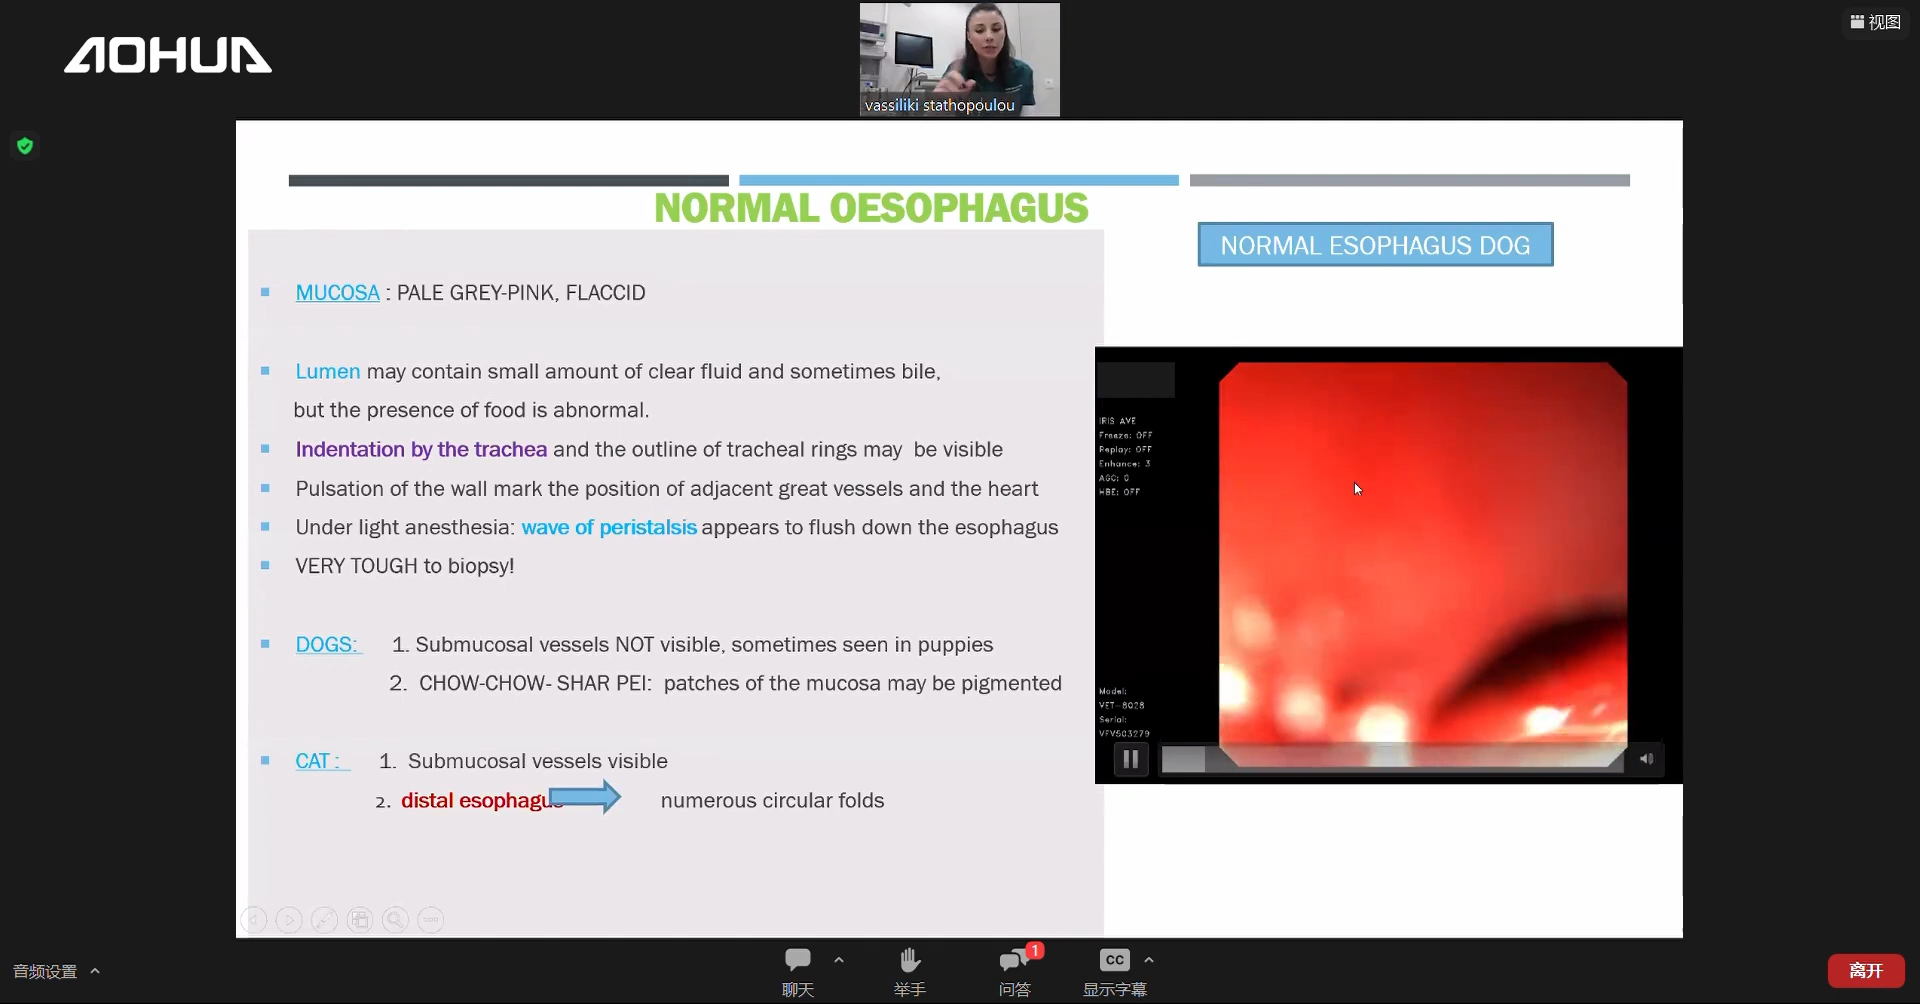 AOHUA
视图
vassiliki stathopoulou
NORMAL OESOPHAGUS
NORMAL ESOPHAGUS DOG
MUCOSA : PALE GREY-PINK, FLACCID
Lumen may contain small amount of clear fluid and sometimes bile,
but the presence of food is abnormal.
Indentation by the trachea and the outline of tracheal rings may be visible
Pulsation of the wall mark the position of adjacent great vessels and the heart
Under light anesthesia: wave of peristalsis appears to flush down the esophagus
VERY TOUGH to biopsy!
DOGS: 1. Submucosal vessels NOT visible, sometimes seen in puppies
2. CHOW-CHOW- SHAR PEI: patches of the mucosa may be pigmented
CAT : 1. Submucosal vessels visible
2. distal esophagus numerous circular folds
IRIS AVE
Freeze: OFF
Replay: OFF
Enhance: 3
AGC: 0
HBE: OFF
Model:
VET-8028
Serial:
VFV503279
音频设置
聊天
举手
1
问答
CC
显示字幕
离开